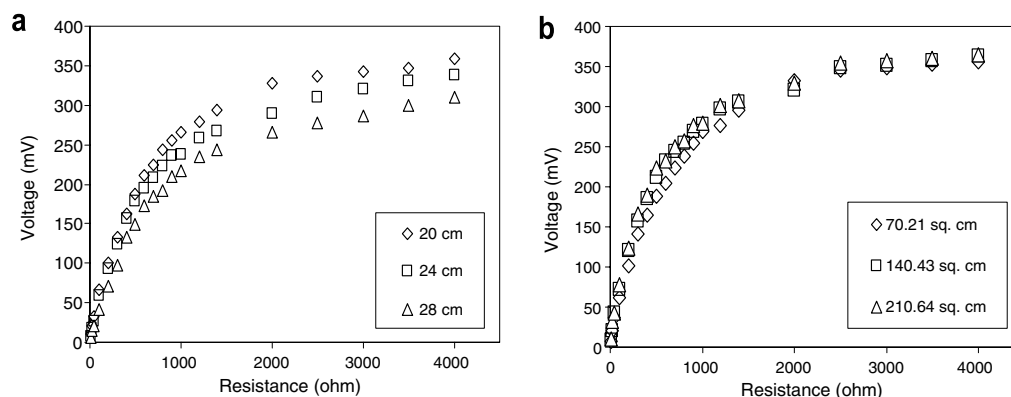 a
400
350
300
250
200
150
100
50
0
Voltage (mV)
0 1000 2000 3000 4000
Resistance (ohm)
20 cm
24 cm
28 cm
b
400
350
300
250
200
150
100
50
0
Voltage (mV)
0 1000 2000 3000 4000
Resistance (ohm)
70.21 sq. cm
140.43 sq. cm
210.64 sq. cm